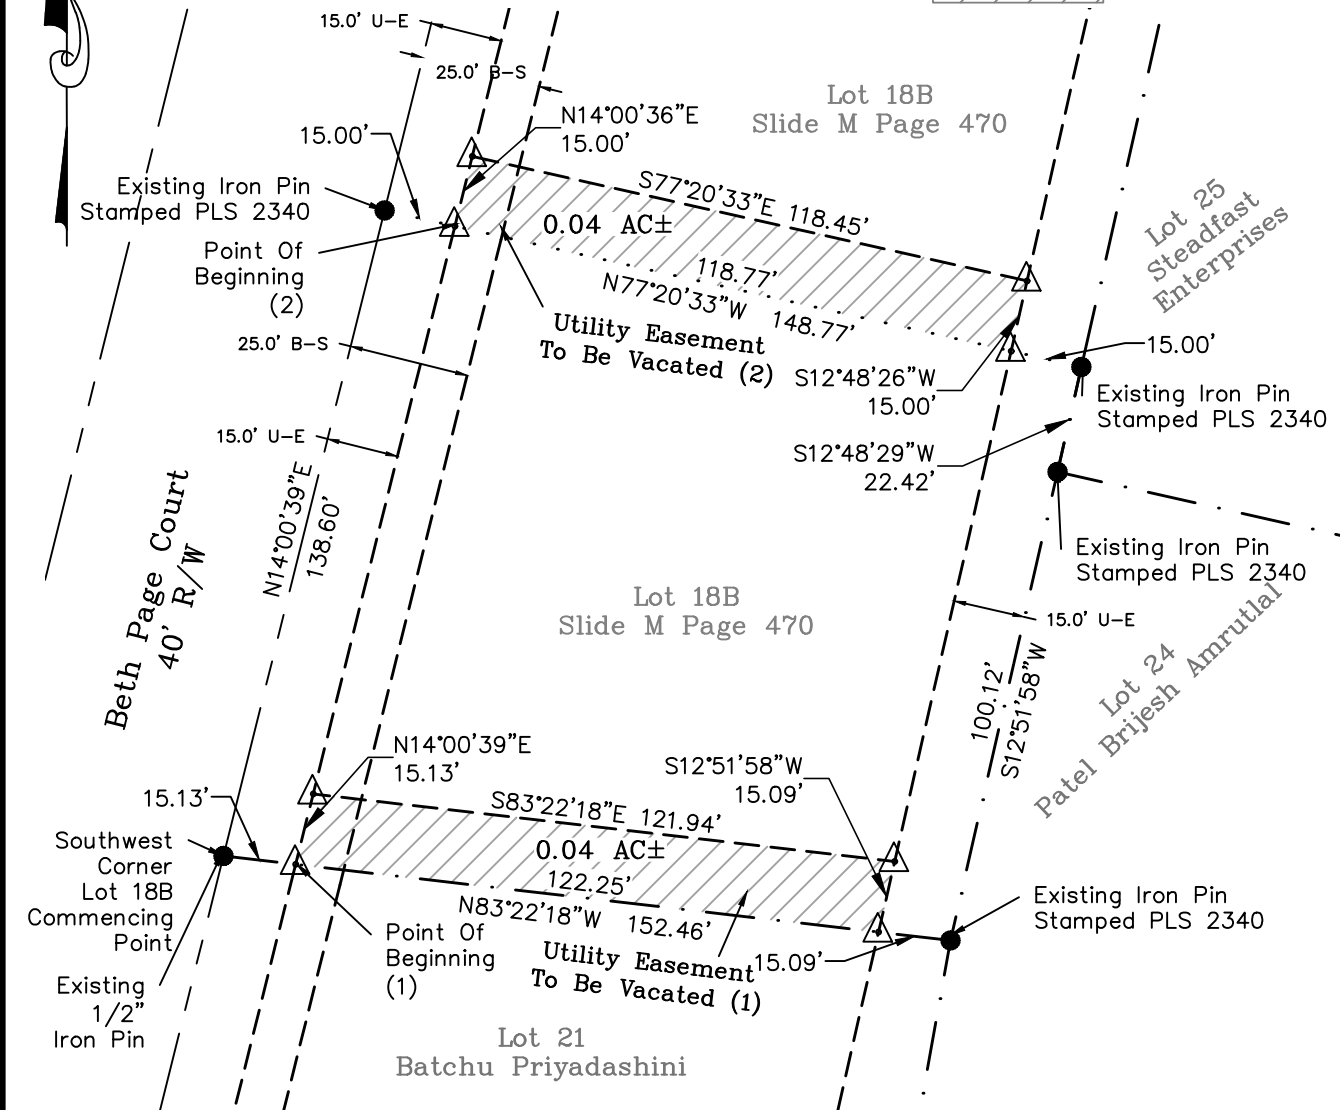 15.0' U-E
25.0' B-S
N14°00'36"E
15.00'
15.00'
Lot 18B
Slide M Page 470
Existing Iron Pin
Stamped PLS 2340
S77°20'33"E 118.45'
0.04 AC±
Lot 25
Steadfast
Enterprises
Point Of
Beginning
(2)
118.77'
N77°20'33"W 148.77'
Utility Easement
To Be Vacated (2)
25.0' B-S
15.00'
S12°48'26"W
15.00'
Existing Iron Pin
Stamped PLS 2340
15.0' U-E
S12°48'29"W
22.42'
N14°00'39"E
138.60'
Beth Page Court
40' R/W
Existing Iron Pin
Stamped PLS 2340
Lot 18B
Slide M Page 470
15.0' U-E
100.12'
S12°51'58"W
Lot 24
Patel Brijesh Amrutlal
N14°00'39"E
15.13'
S12°51'58"W
15.09'
15.13'
S83°22'18"E 121.94'
0.04 AC±
122.25'
N83°22'18"W 152.46'
Southwest
Corner
Lot 18B
Commencing
Point
Existing Iron Pin
Stamped PLS 2340
Point Of
Beginning
(1)
Utility Easement
To Be Vacated (1)
15.09'
Existing
1/2"
Iron Pin
Lot 21
Batchu Priyadashini